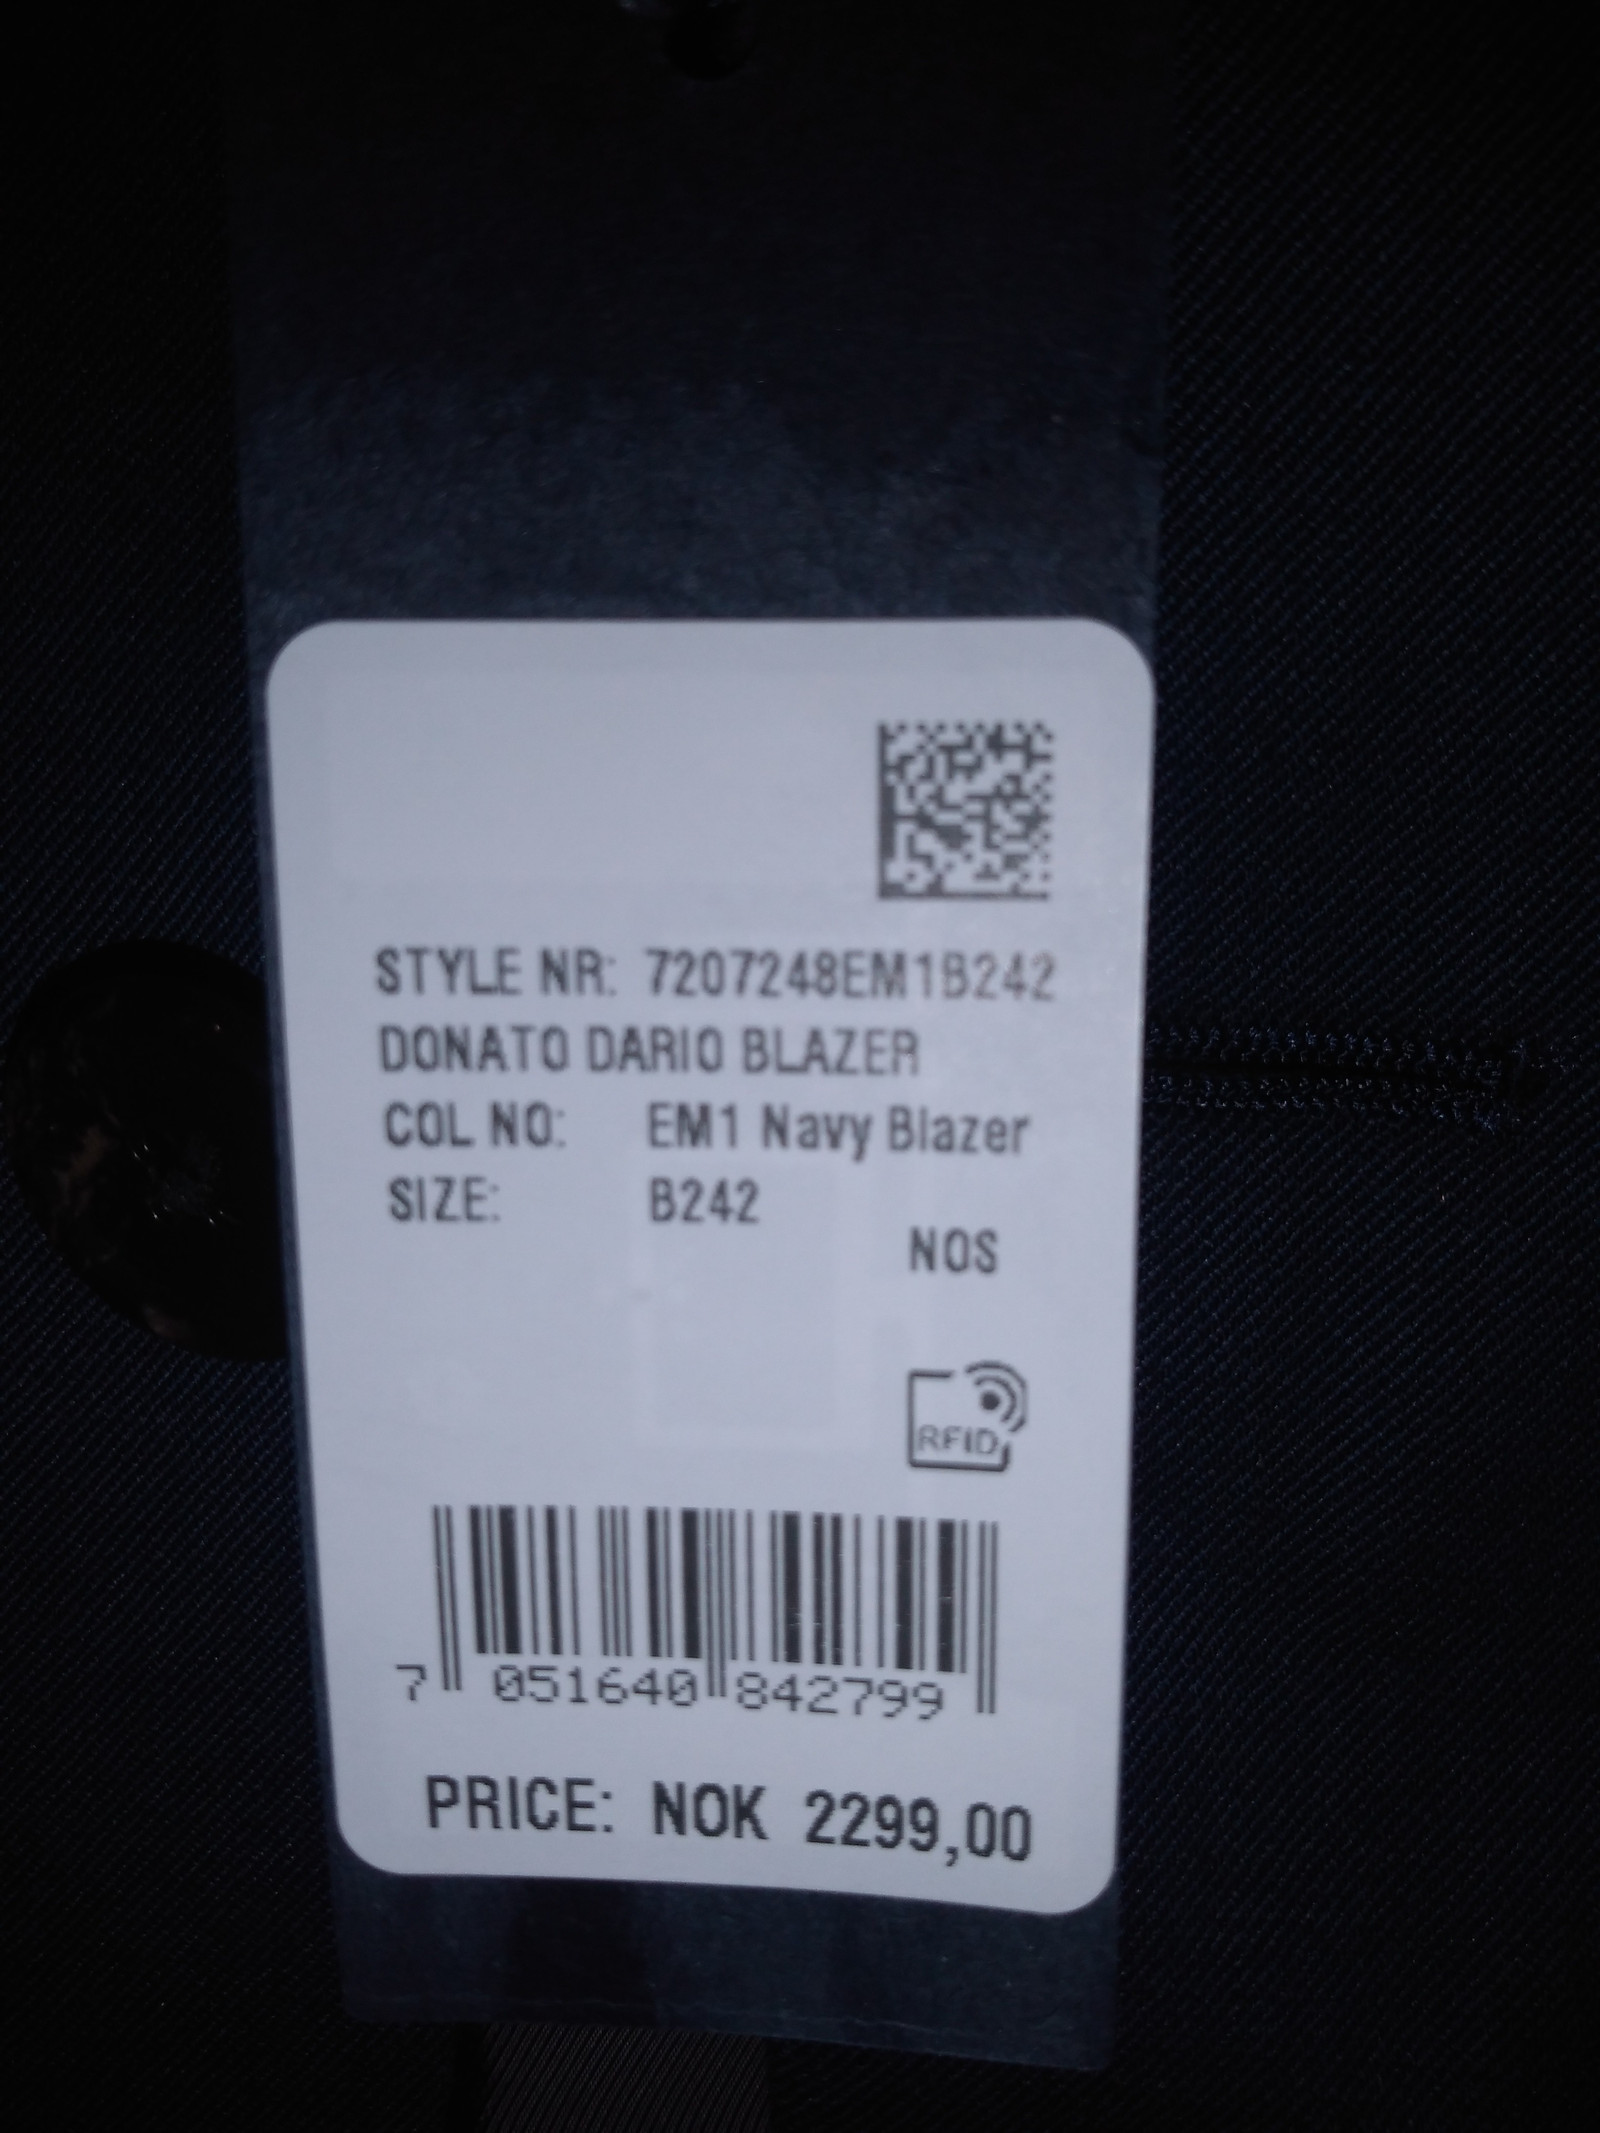 STYLE NR: 7207248EM1B242
DONATO DARIO BLAZER
COL NO: EM1 Navy Blazer
SIZE: B242
NOS
RFID
7 051640 842799
PRICE: NOK 2299,00